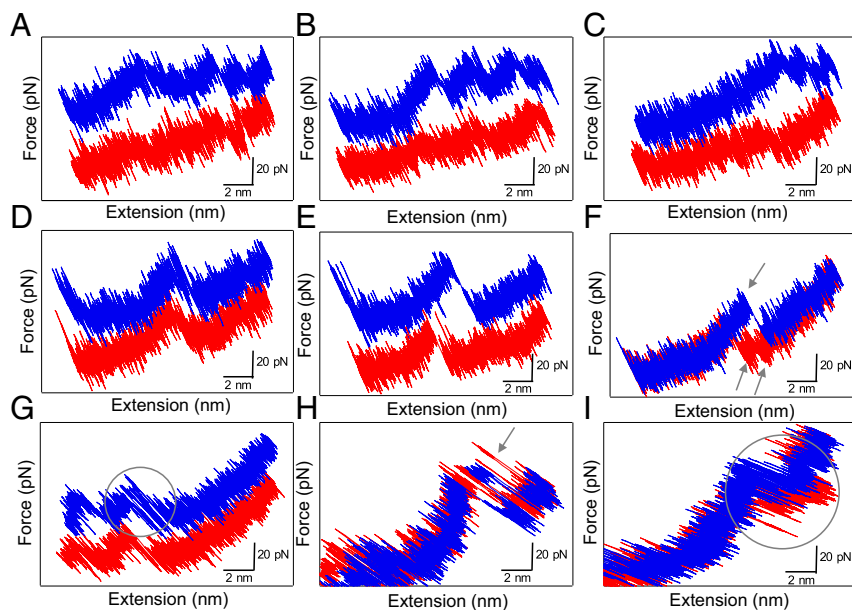 A
Force (pN)
20 pN
2 nm
Extension (nm)
B
Force (pN)
20 pN
2 nm
Extension (nm)
C
Force (pN)
20 pN
2 nm
Extension (nm)
D
Force (pN)
20 pN
2 nm
Extension (nm)
E
Force (pN)
20 pN
2 nm
Extension (nm)
F
Force (pN)
20 pN
2 nm
Extension (nm)
G
Force (pN)
20 pN
2 nm
Extension (nm)
H
Force (pN)
20 pN
2 nm
Extension (nm)
I
Force (pN)
20 pN
2 nm
Extension (nm)